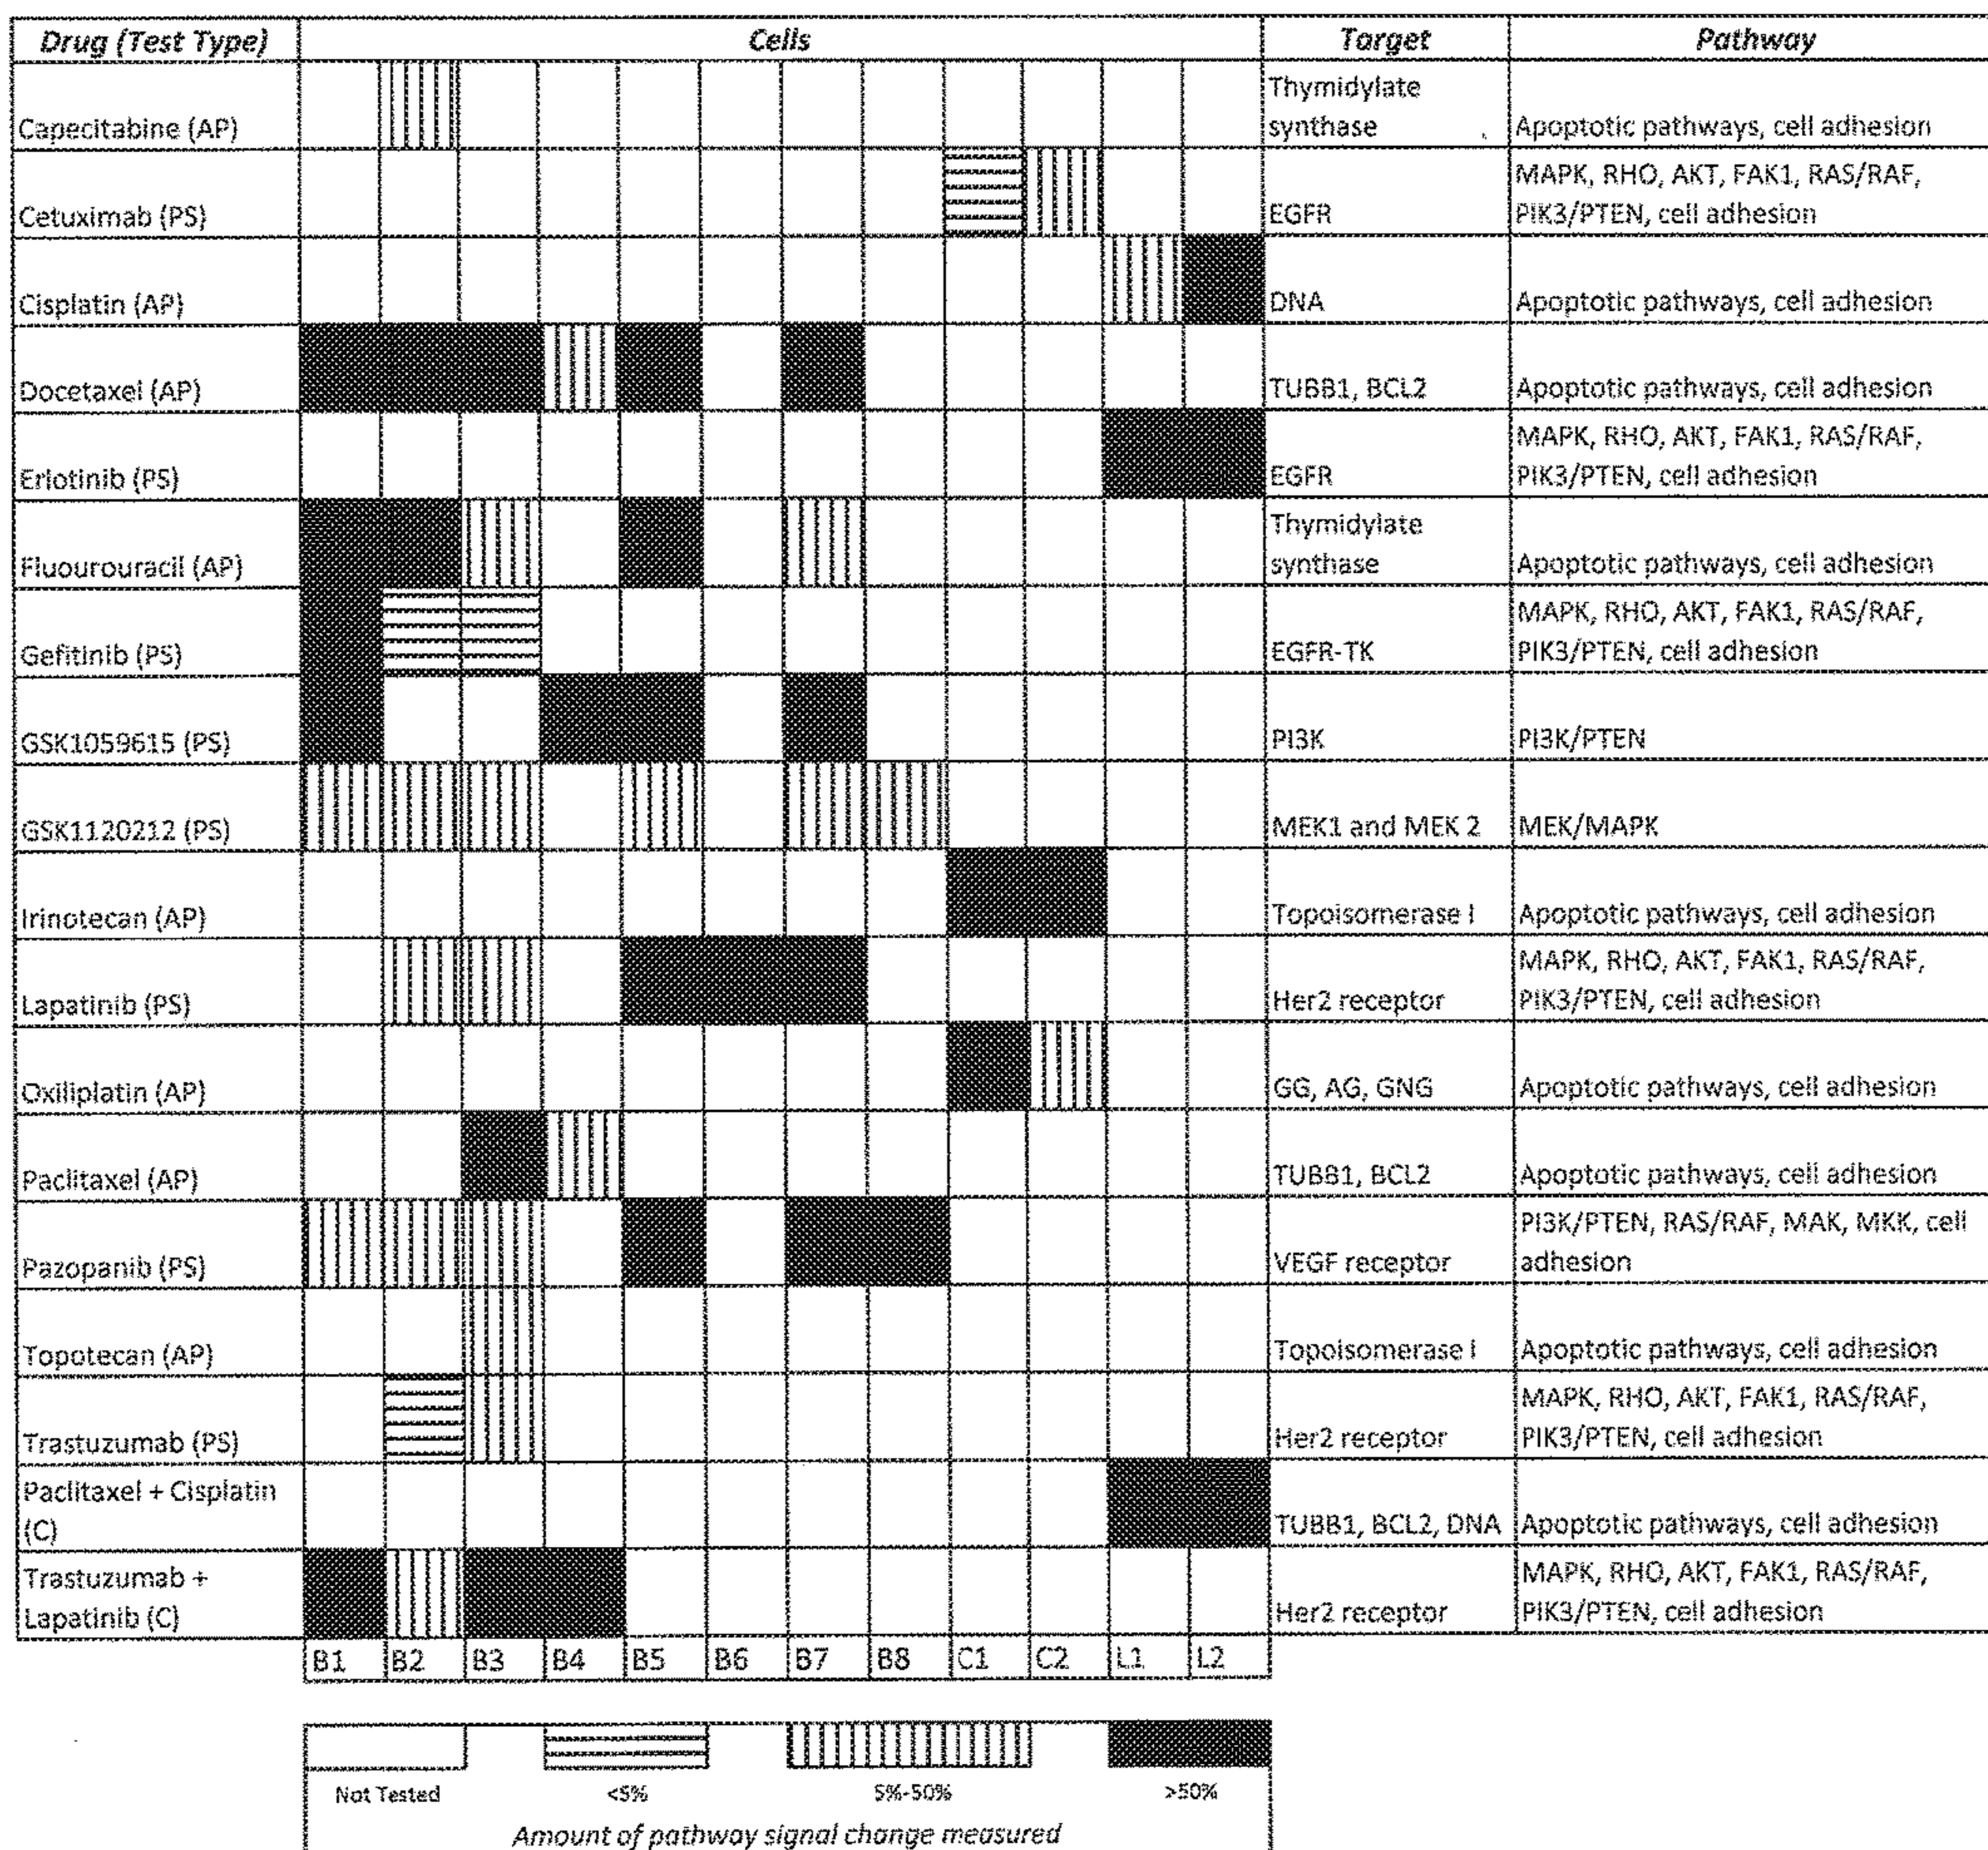 Drug (Test Type) Cells Target Pathway
Thymidylate
Capecitabine (AP) synthase Apoptotic pathways, cell adhesion
MAPK, RHO, AKT, FAK1, RAS/RAF,
Cetuximab (PS) EGFR PIK3/PTEN, cell adhesion
Cisplatin (AP) DNA Apoptotic pathways, cell adhesion
Docetaxel (AP) TUBB1, BCL2 Apoptotic pathways, cell adhesion
MAPK, RHO, AKT, FAK1, RAS/RAF,
Erlotinib (PS) EGFR PIK3/PTEN, cell adhesion
Thymidylate
Fluourouracil (AP) synthase Apoptotic pathways, cell adhesion
MAPK, RHO, AKT, FAK1, RAS/RAF,
Gefitinib (PS) EGFR-TK PIK3/PTEN, cell adhesion
GSK1059615 (PS) PI3K PI3K/PTEN
GSK1120212 (PS) MEK1 and MEK 2 MEK/MAPK
Irinotecan (AP) Topoisomerase I Apoptotic pathways, cell adhesion
MAPK, RHO, AKT, FAK1, RAS/RAF,
Lapatinib (PS) Her2 receptor PIK3/PTEN, cell adhesion
Oxiliplatin (AP) GG, AG, GNG Apoptotic pathways, cell adhesion
Paclitaxel (AP) TUBB1, BCL2 Apoptotic pathways, cell adhesion
PI3K/PTEN, RAS/RAF, MAK, MKK, cell
Pazopanib (PS) VEGF receptor adhesion
Topotecan (AP) Topoisomerase I Apoptotic pathways, cell adhesion
MAPK, RHO, AKT, FAK1, RAS/RAF,
Trastuzumab (PS) Her2 receptor PIK3/PTEN, cell adhesion
Paclitaxel + Cisplatin
(C) TUBB1, BCL2, DNA Apoptotic pathways, cell adhesion
Trastuzumab + MAPK, RHO, AKT, FAK1, RAS/RAF,
Lapatinib (C) Her2 receptor PIK3/PTEN, cell adhesion
B1 B2 B3 B4 B5 B6 B7 B8 C1 C2 L1 L2
Not Tested <5% 5%-50% >50%
Amount of pathway signal change measured